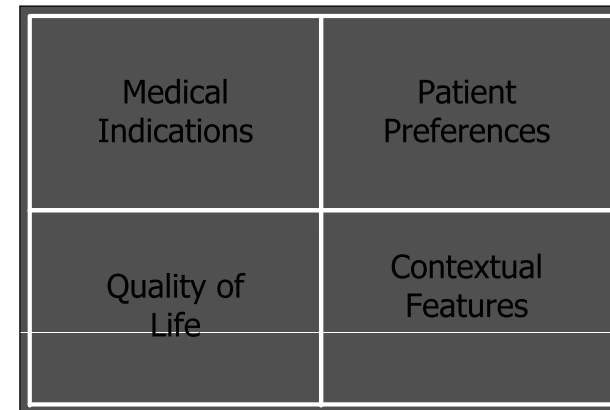 Medical
Indications
Patient
Preferences
Quality of
Life
Contextual
Features